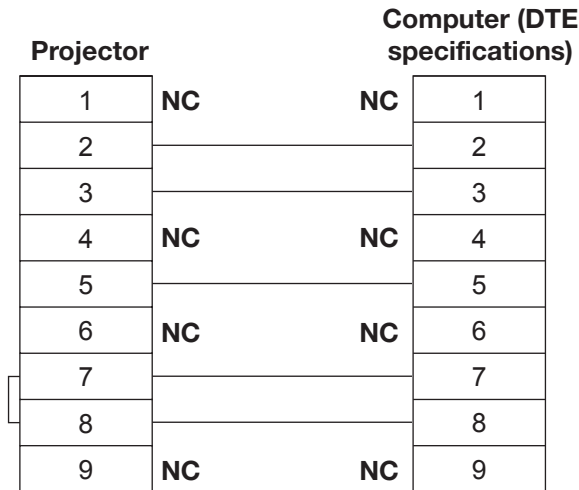 Computer (DTE
Projector specifications)
1 NC NC 1
2 2
3 3
4 NC NC 4
5 5
6 NC NC 6
7 7
8 8
9 NC NC 9